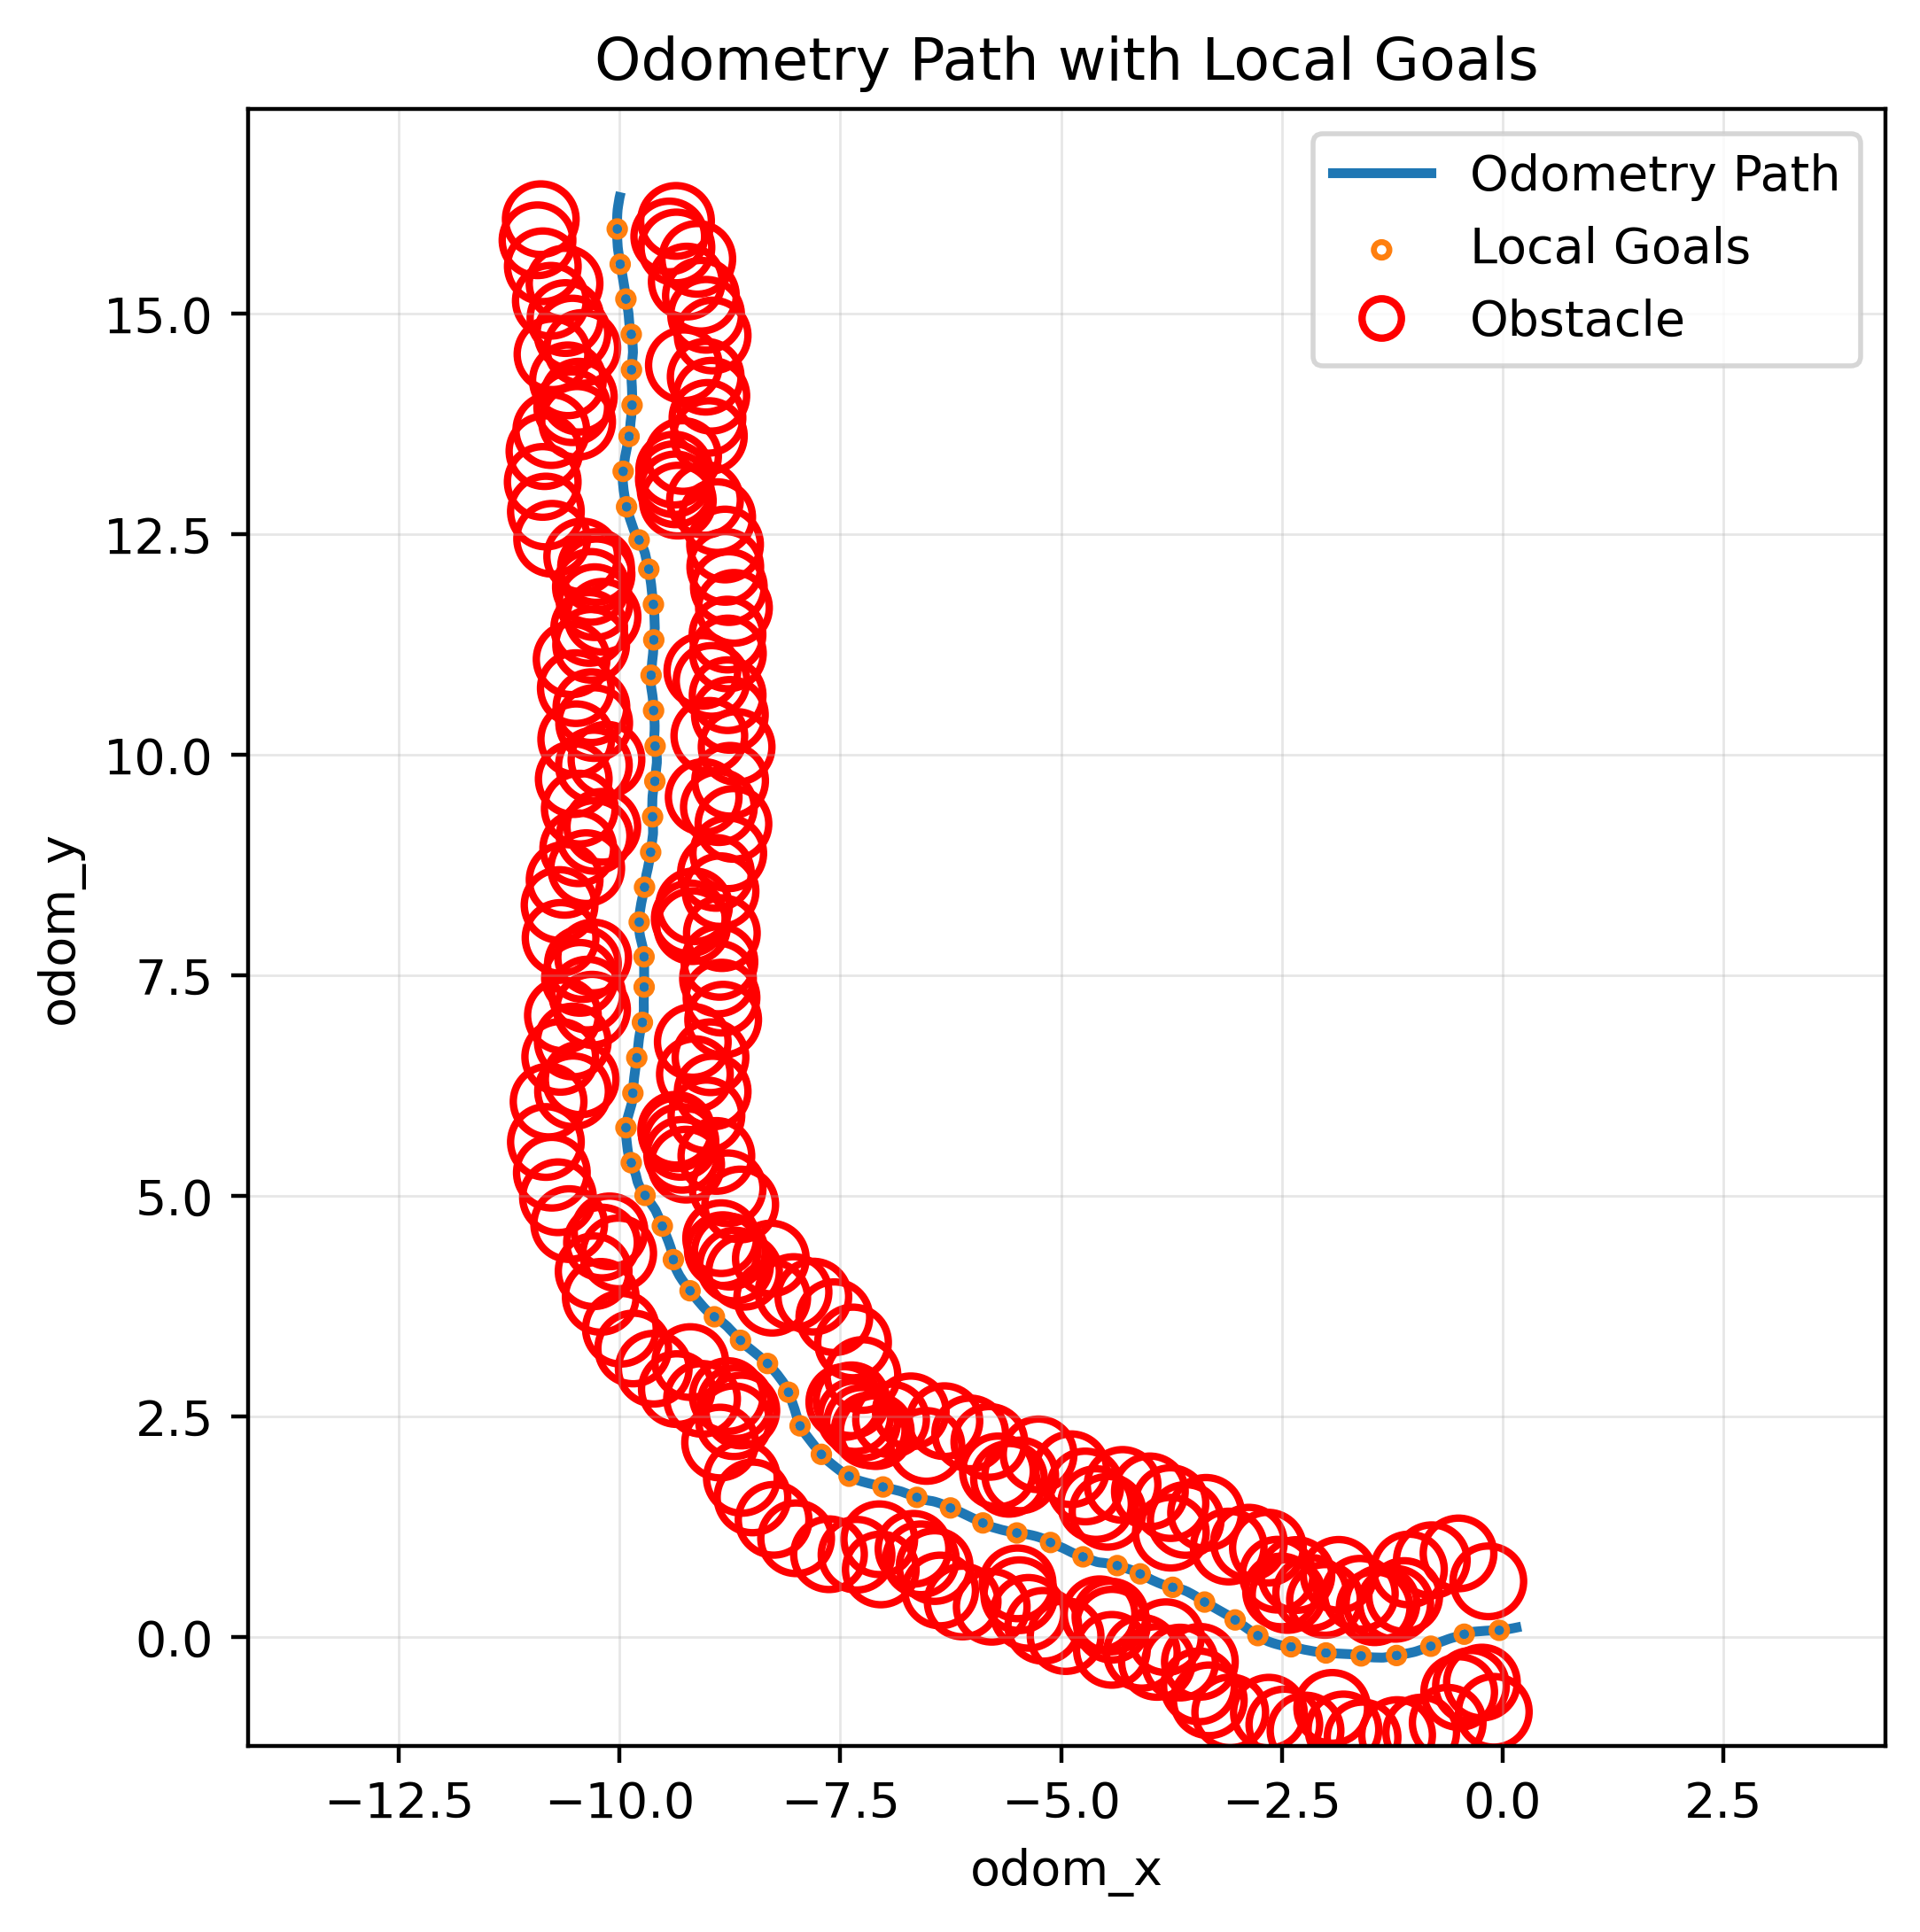 Odometry Path with Local Goals
Odometry Path
Local Goals
Obstacle
15.0
12.5
10.0
7.5
5.0
2.5
0.0
odom_y
−12.5
−10.0
−7.5
−5.0
−2.5
0.0
2.5
odom_x